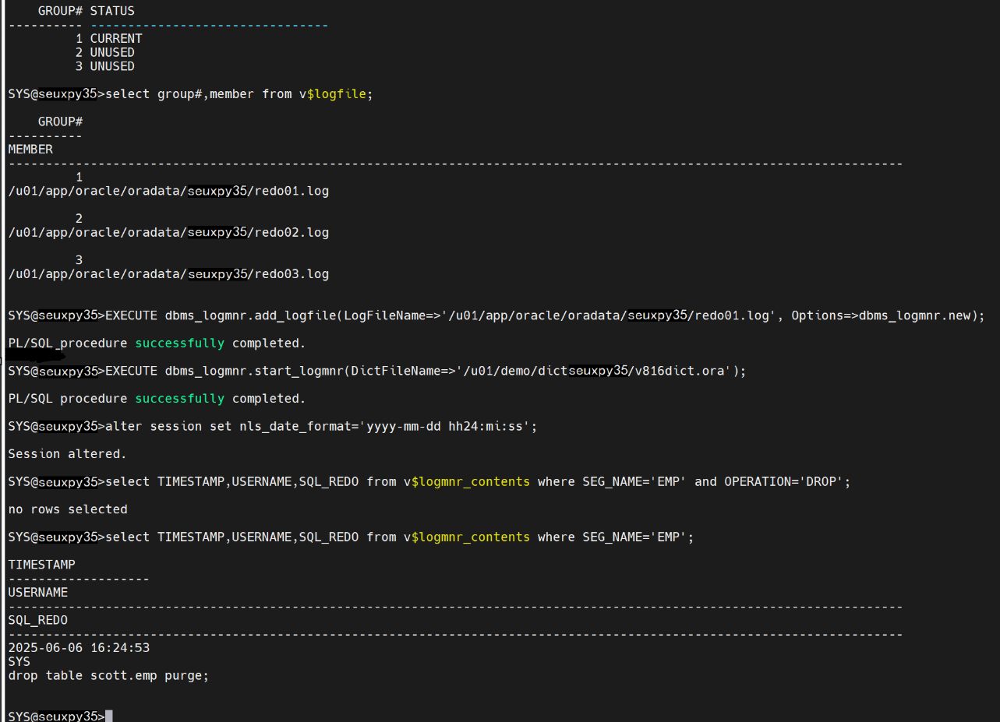 GROUP# STATUS
---------- --------------------------------
1 CURRENT
2 UNUSED
3 UNUSED
SYS@seuxpy35>select group#,member from v$logfile;
GROUP#
----------
MEMBER
------------------------------------------------------------------------------------------------------------------------
1
/u01/app/oracle/oradata/seuxpy35/redo01.log
2
/u01/app/oracle/oradata/seuxpy35/redo02.log
3
/u01/app/oracle/oradata/seuxpy35/redo03.log
SYS@seuxpy35>EXECUTE dbms_logmnr.add_logfile(LogFileName=>'/u01/app/oracle/oradata/seuxpy35/redo01.log', Options=>dbms_logmnr.new);
PL/SQL procedure successfully completed.
SYS@seuxpy35>EXECUTE dbms_logmnr.start_logmnr(DictFileName=>'/u01/demo/dictseuxpy35/v816dict.ora');
PL/SQL procedure successfully completed.
SYS@seuxpy35>alter session set nls_date_format='yyyy-mm-dd hh24:mi:ss';
Session altered.
SYS@seuxpy35>select TIMESTAMP,USERNAME,SQL_REDO from v$logmnr_contents where SEG_NAME='EMP' and OPERATION='DROP';
no rows selected
SYS@seuxpy35>select TIMESTAMP,USERNAME,SQL_REDO from v$logmnr_contents where SEG_NAME='EMP';
TIMESTAMP
-------------------
USERNAME
------------------------------------------------------------------------------------------------------------------------
SQL_REDO
------------------------------------------------------------------------------------------------------------------------
2025-06-06 16:24:53
SYS
drop table scott.emp purge;
SYS@seuxpy35>